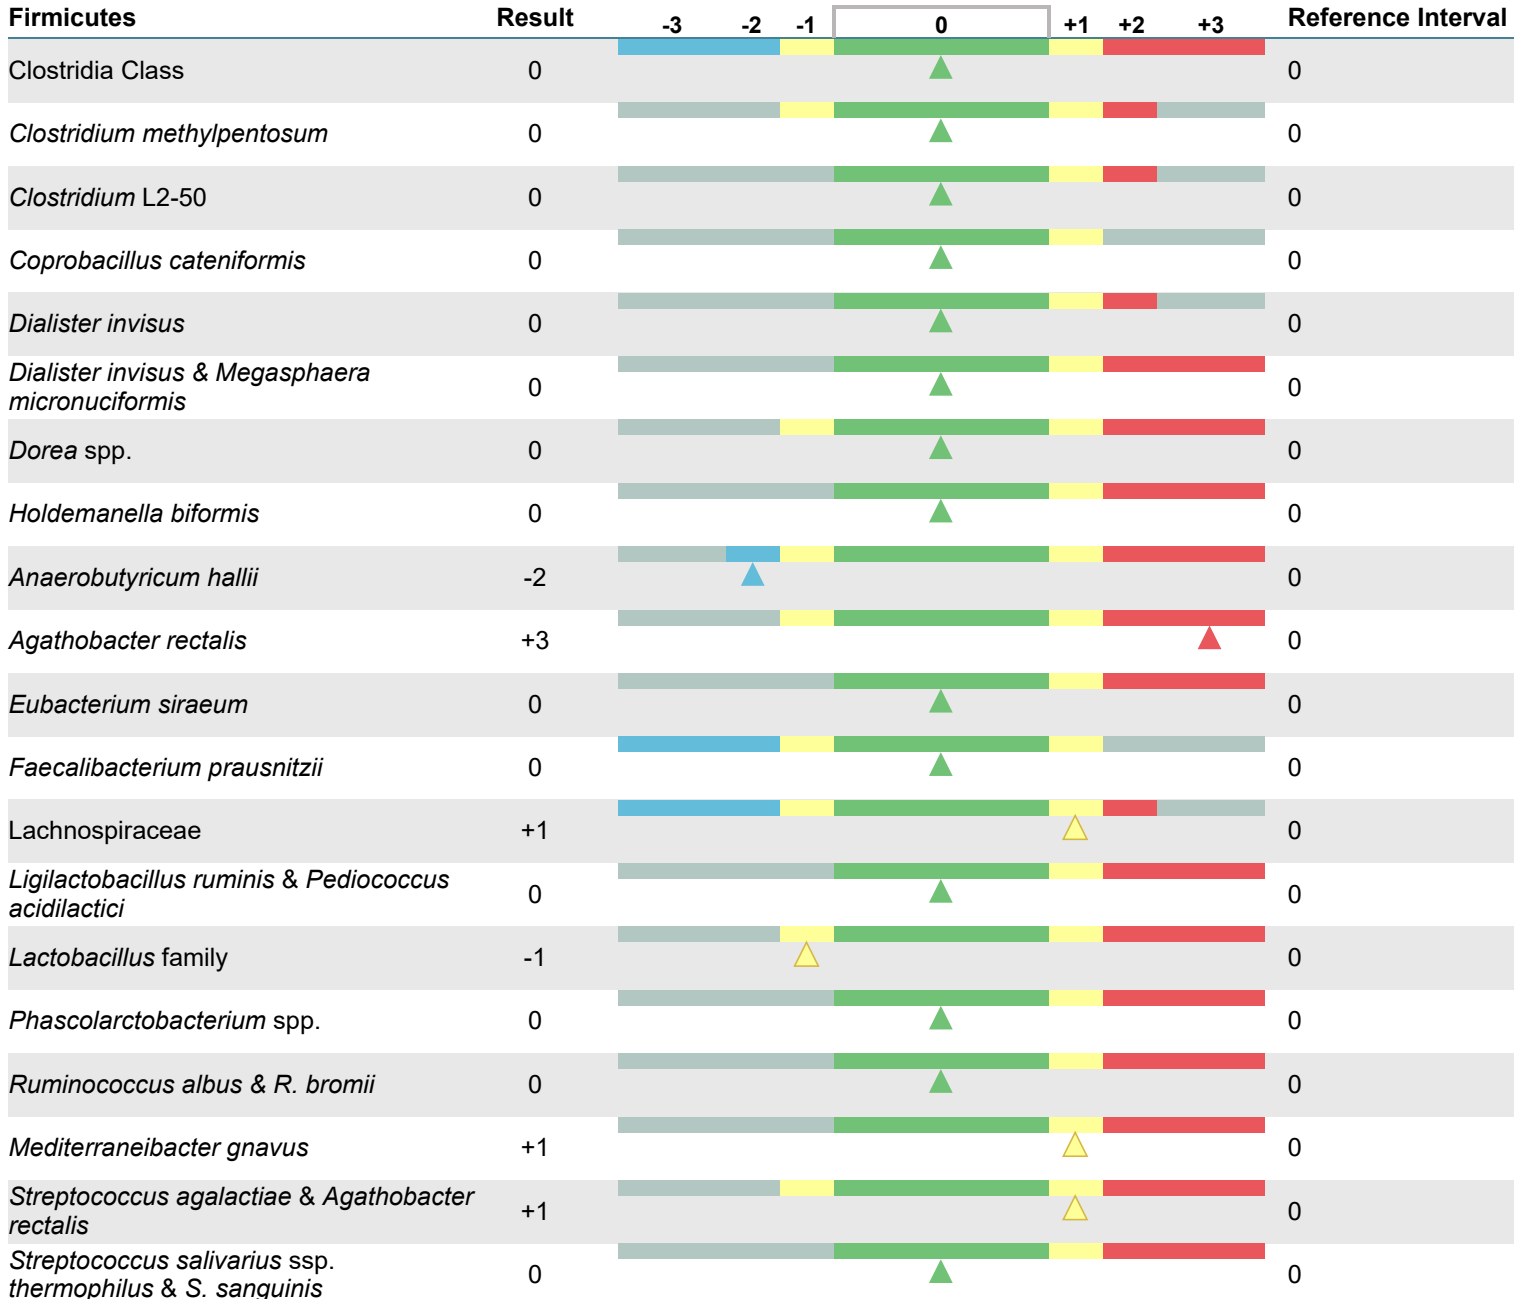 Firmicutes Result -3 -2 -1 0 +1 +2 +3 Reference Interval
Clostridia Class 0 0
Clostridium methylpentosum 0 0
Clostridium L2-50 0 0
Coprobacillus cateniformis 0 0
Dialister invisus 0 0
Dialister invisus & Megasphaera
micronuciformis 0 0
Dorea spp. 0 0
Holdemanella biformis 0 0
Anaerobutyricum hallii -2 0
Agathobacter rectalis +3 0
Eubacterium siraeum 0 0
Faecalibacterium prausnitzii 0 0
Lachnospiraceae +1 0
Ligilactobacillus ruminis & Pediococcus
acidilactici 0 0
Lactobacillus family -1 0
Phascolarctobacterium spp. 0 0
Ruminococcus albus & R. bromii 0 0
Mediterraneibacter gnavus +1 0
Streptococcus agalactiae & Agathobacter
rectalis +1 0
Streptococcus salivarius ssp.
thermophilus & S. sanguinis 0 0